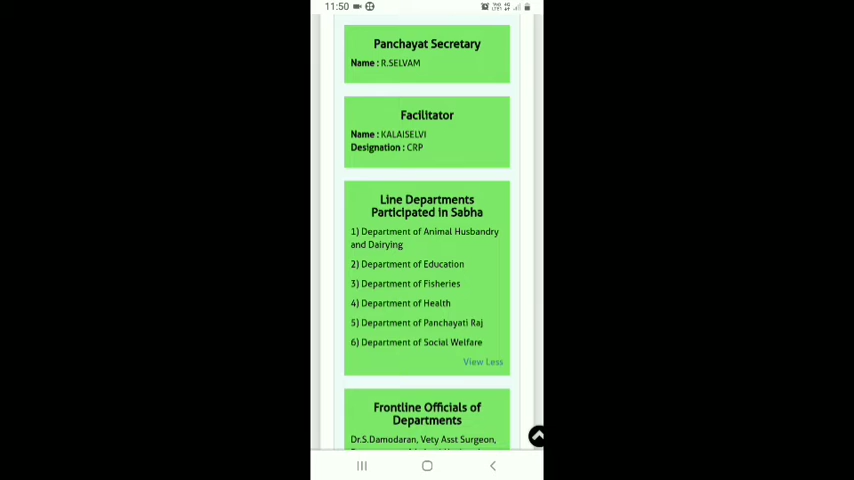 11:50
Panchayat Secretary
Name : R.SELVAM
Facilitator
Name : KALAISELVI
Designation : CRP
Line Departments
Participated in Sabha
1) Department of Animal Husbandry
and Dairying
2) Department of Education
3) Department of Fisheries
4) Department of Health
5) Department of Panchayati Raj
6) Department of Social Welfare
View Less
Frontline Officials of
Departments
Dr.S.Damodaran, Vety Asst Surgeon,